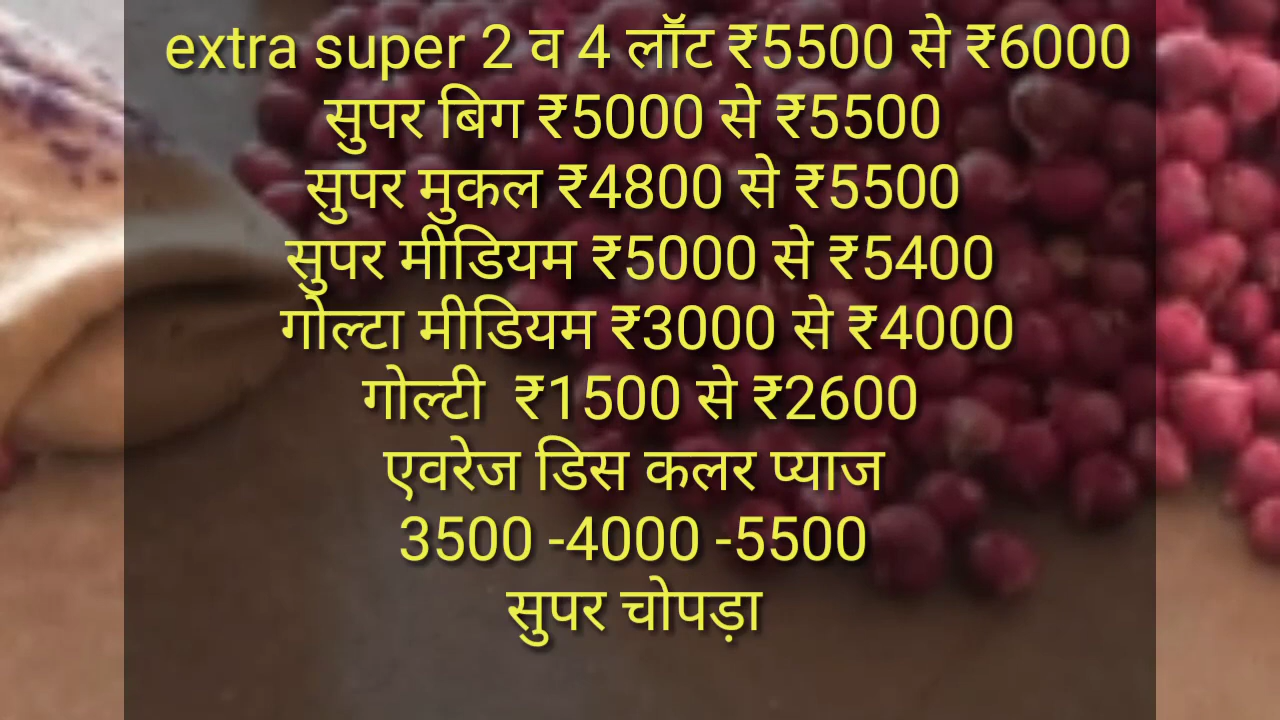 extra super 2 व 4 लॉट ₹5500 से ₹6000
सुपर बिग ₹5000 से ₹5500
सुपर मुकल ₹4800 से ₹5500
सुपर मीडियम ₹5000 से ₹5400
गोल्टा मीडियम ₹3000 से ₹4000
गोल्टी ₹1500 से ₹2600
एवरेज डिस कलर प्याज
3500 -4000 -5500
सुपर चोपड़ा